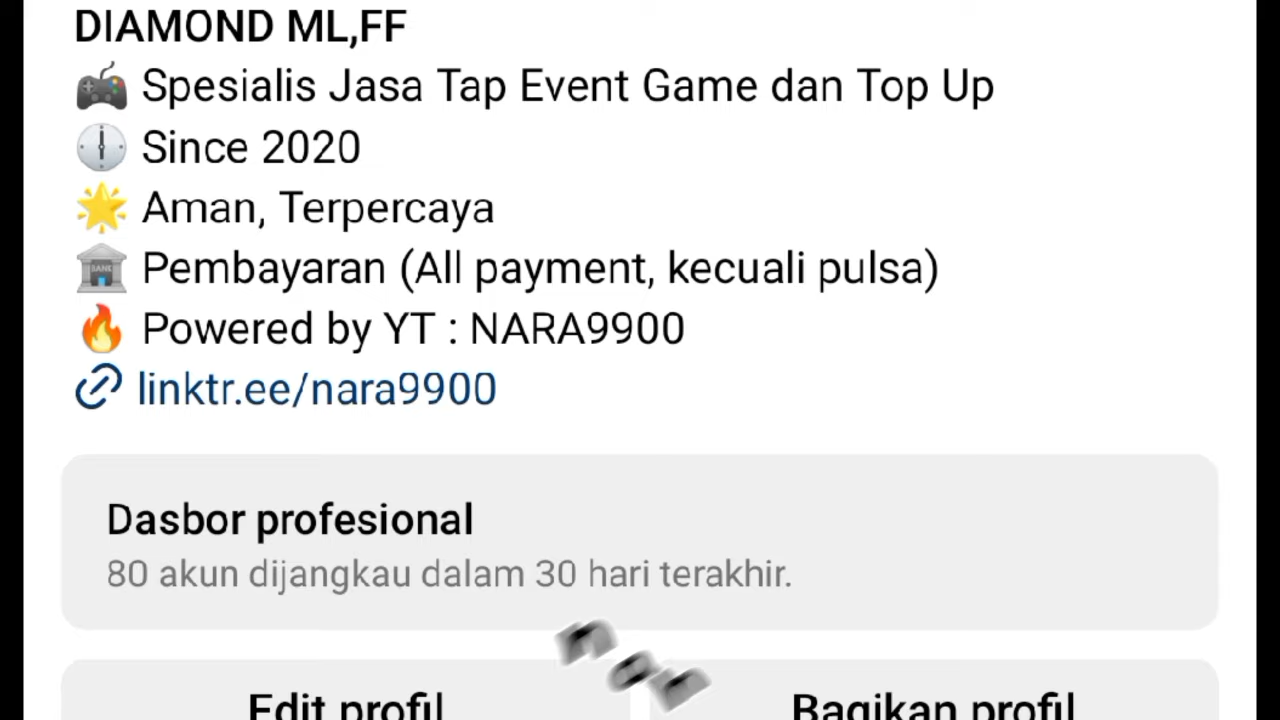 DIAMOND ML,FF
🎮 Spesialis Jasa Tap Event Game dan Top Up
🕛 Since 2020
🌟 Aman, Terpercaya
🏦 Pembayaran (All payment, kecuali pulsa)
🔥 Powered by YT : NARA9900
linktr.ee/nara9900
Dasbor profesional
80 akun dijangkau dalam 30 hari terakhir.
Edit profil
Bagikan profil